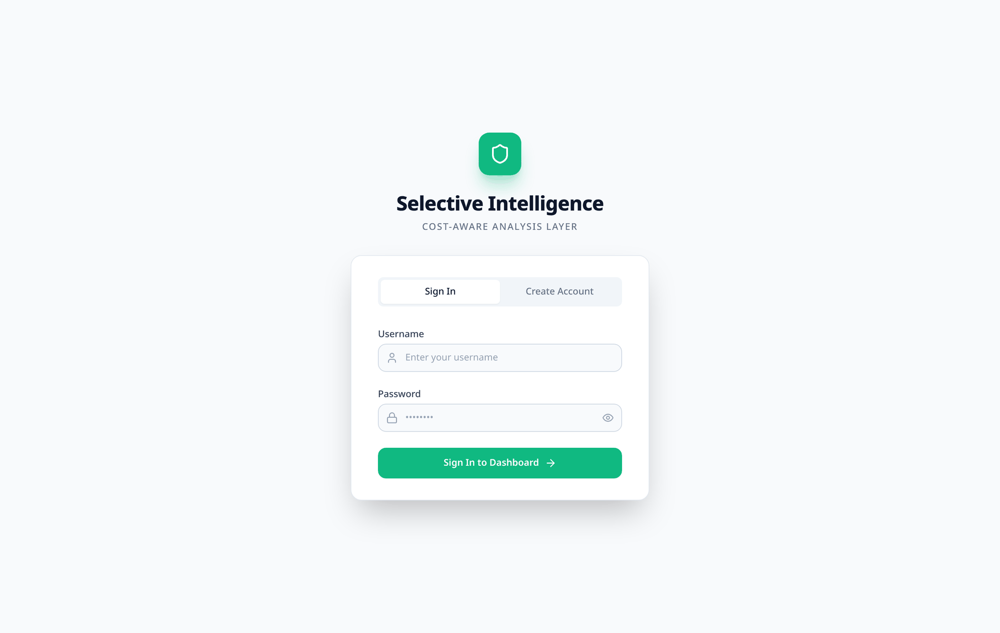 Selective Intelligence
COST-AWARE ANALYSIS LAYER
Sign In
Create Account
Username
Enter your username
Password
••••••••
Sign In to Dashboard →